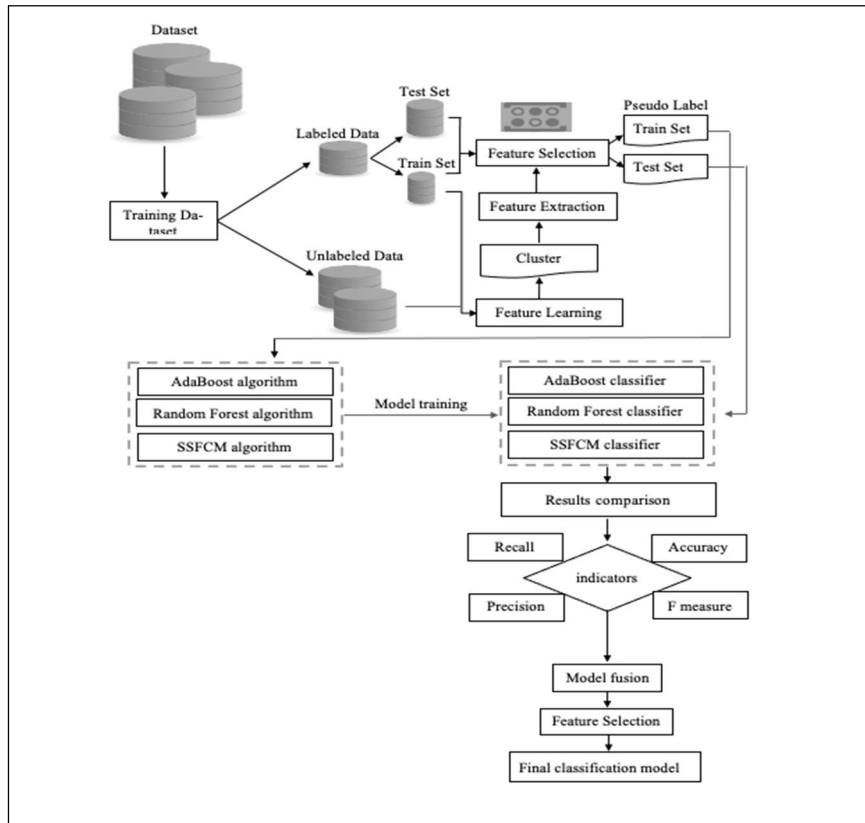 Dataset
Test Set
Pseudo Label
Train Set
Labeled Data
Train Set
Feature Selection
Test Set
Training Da-
taset
Feature Extraction
Unlabeled Data
Cluster
Feature Learning
AdaBoost algorithm
Random Forest algorithm
SSFCM algorithm
Model training
AdaBoost classifier
Random Forest classifier
SSFCM classifier
Results comparison
Recall
Accuracy
indicators
Precision
F measure
Model fusion
Feature Selection
Final classification model